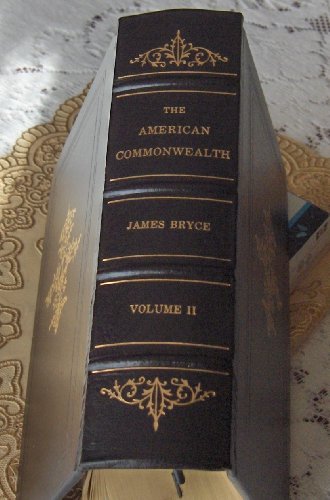 THE
AMERICAN
COMMONWEALTH
JAMES BRYCE
VOLUME II